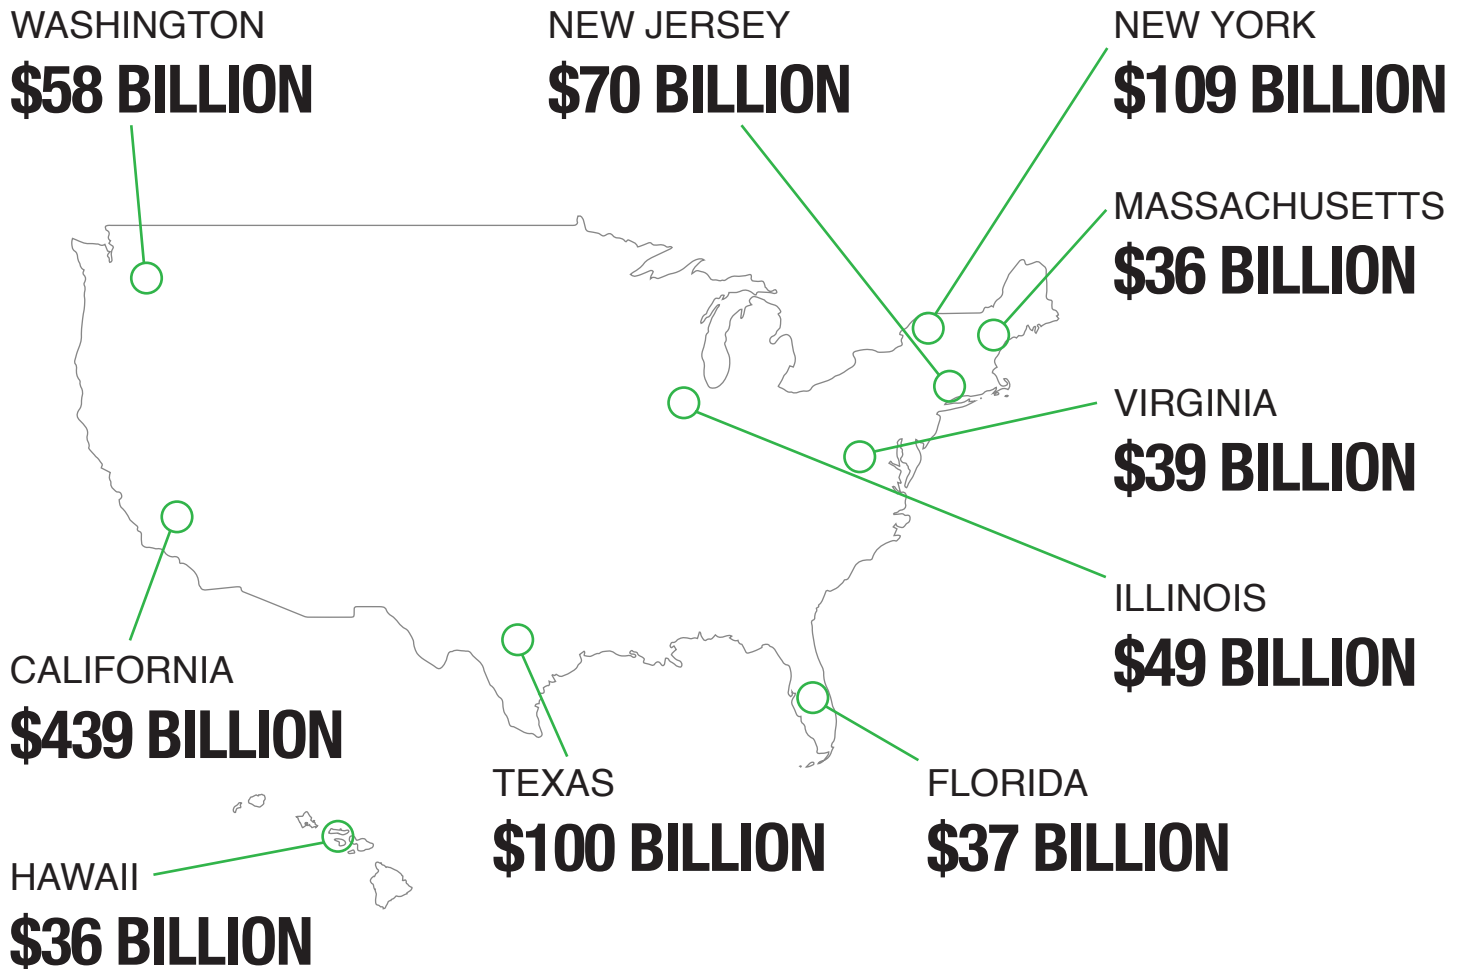 WASHINGTON
$58 BILLION
NEW JERSEY
$70 BILLION
NEW YORK
$109 BILLION
MASSACHUSETTS
$36 BILLION
VIRGINIA
$39 BILLION
ILLINOIS
$49 BILLION
CALIFORNIA
$439 BILLION
TEXAS
$100 BILLION
FLORIDA
$37 BILLION
HAWAII
$36 BILLION